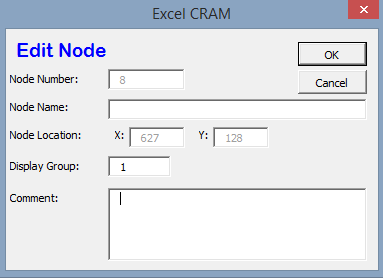 Excel CRAM
Edit Node
OK
Node Number: 8
Cancel
Node Name:
Node Location: X: 627 Y: 128
Display Group: 1
Comment: